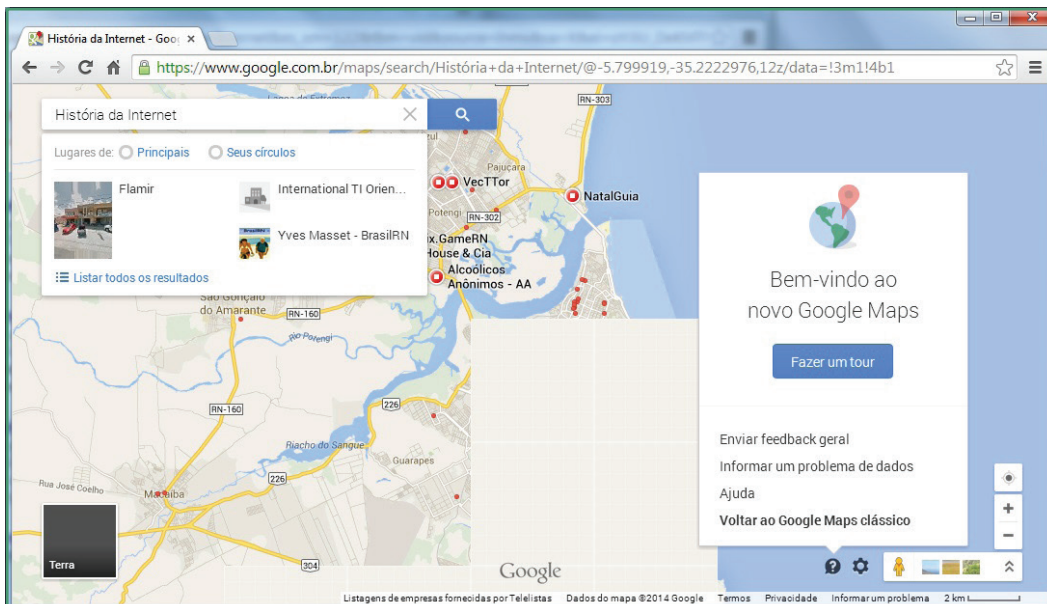 História da Internet - Goo
https://www.google.com.br/maps/search/História+da+Internet/@-5.799919,-35.2222976,12z/data=!3m1!4b1
História da Internet
Lugares de: Principais Seus círculos
Flamir
International TI Orien...
Yves Masset - BrasilRN
Listar todos os resultados
RN-303
zul
Pajuçara
VecTTor
NatalGuia
Potengi
RN-302
ix.GameRN
House & Cia
Alcoólicos
Anônimos - AA
São Gonçalo
do Amarante
RN-160
Rio Potengi
226
RN-160
Riacho do Sangue
Guarapes
226
Rua José Coelho
Macaíba
304
Terra
Google
Bem-vindo ao
novo Google Maps
Fazer um tour
Enviar feedback geral
Informar um problema de dados
Ajuda
Voltar ao Google Maps clássico
Listagens de empresas fornecidas por Telelistas Dados do mapa ©2014 Google Termos Privacidade Informar um problema 2 km